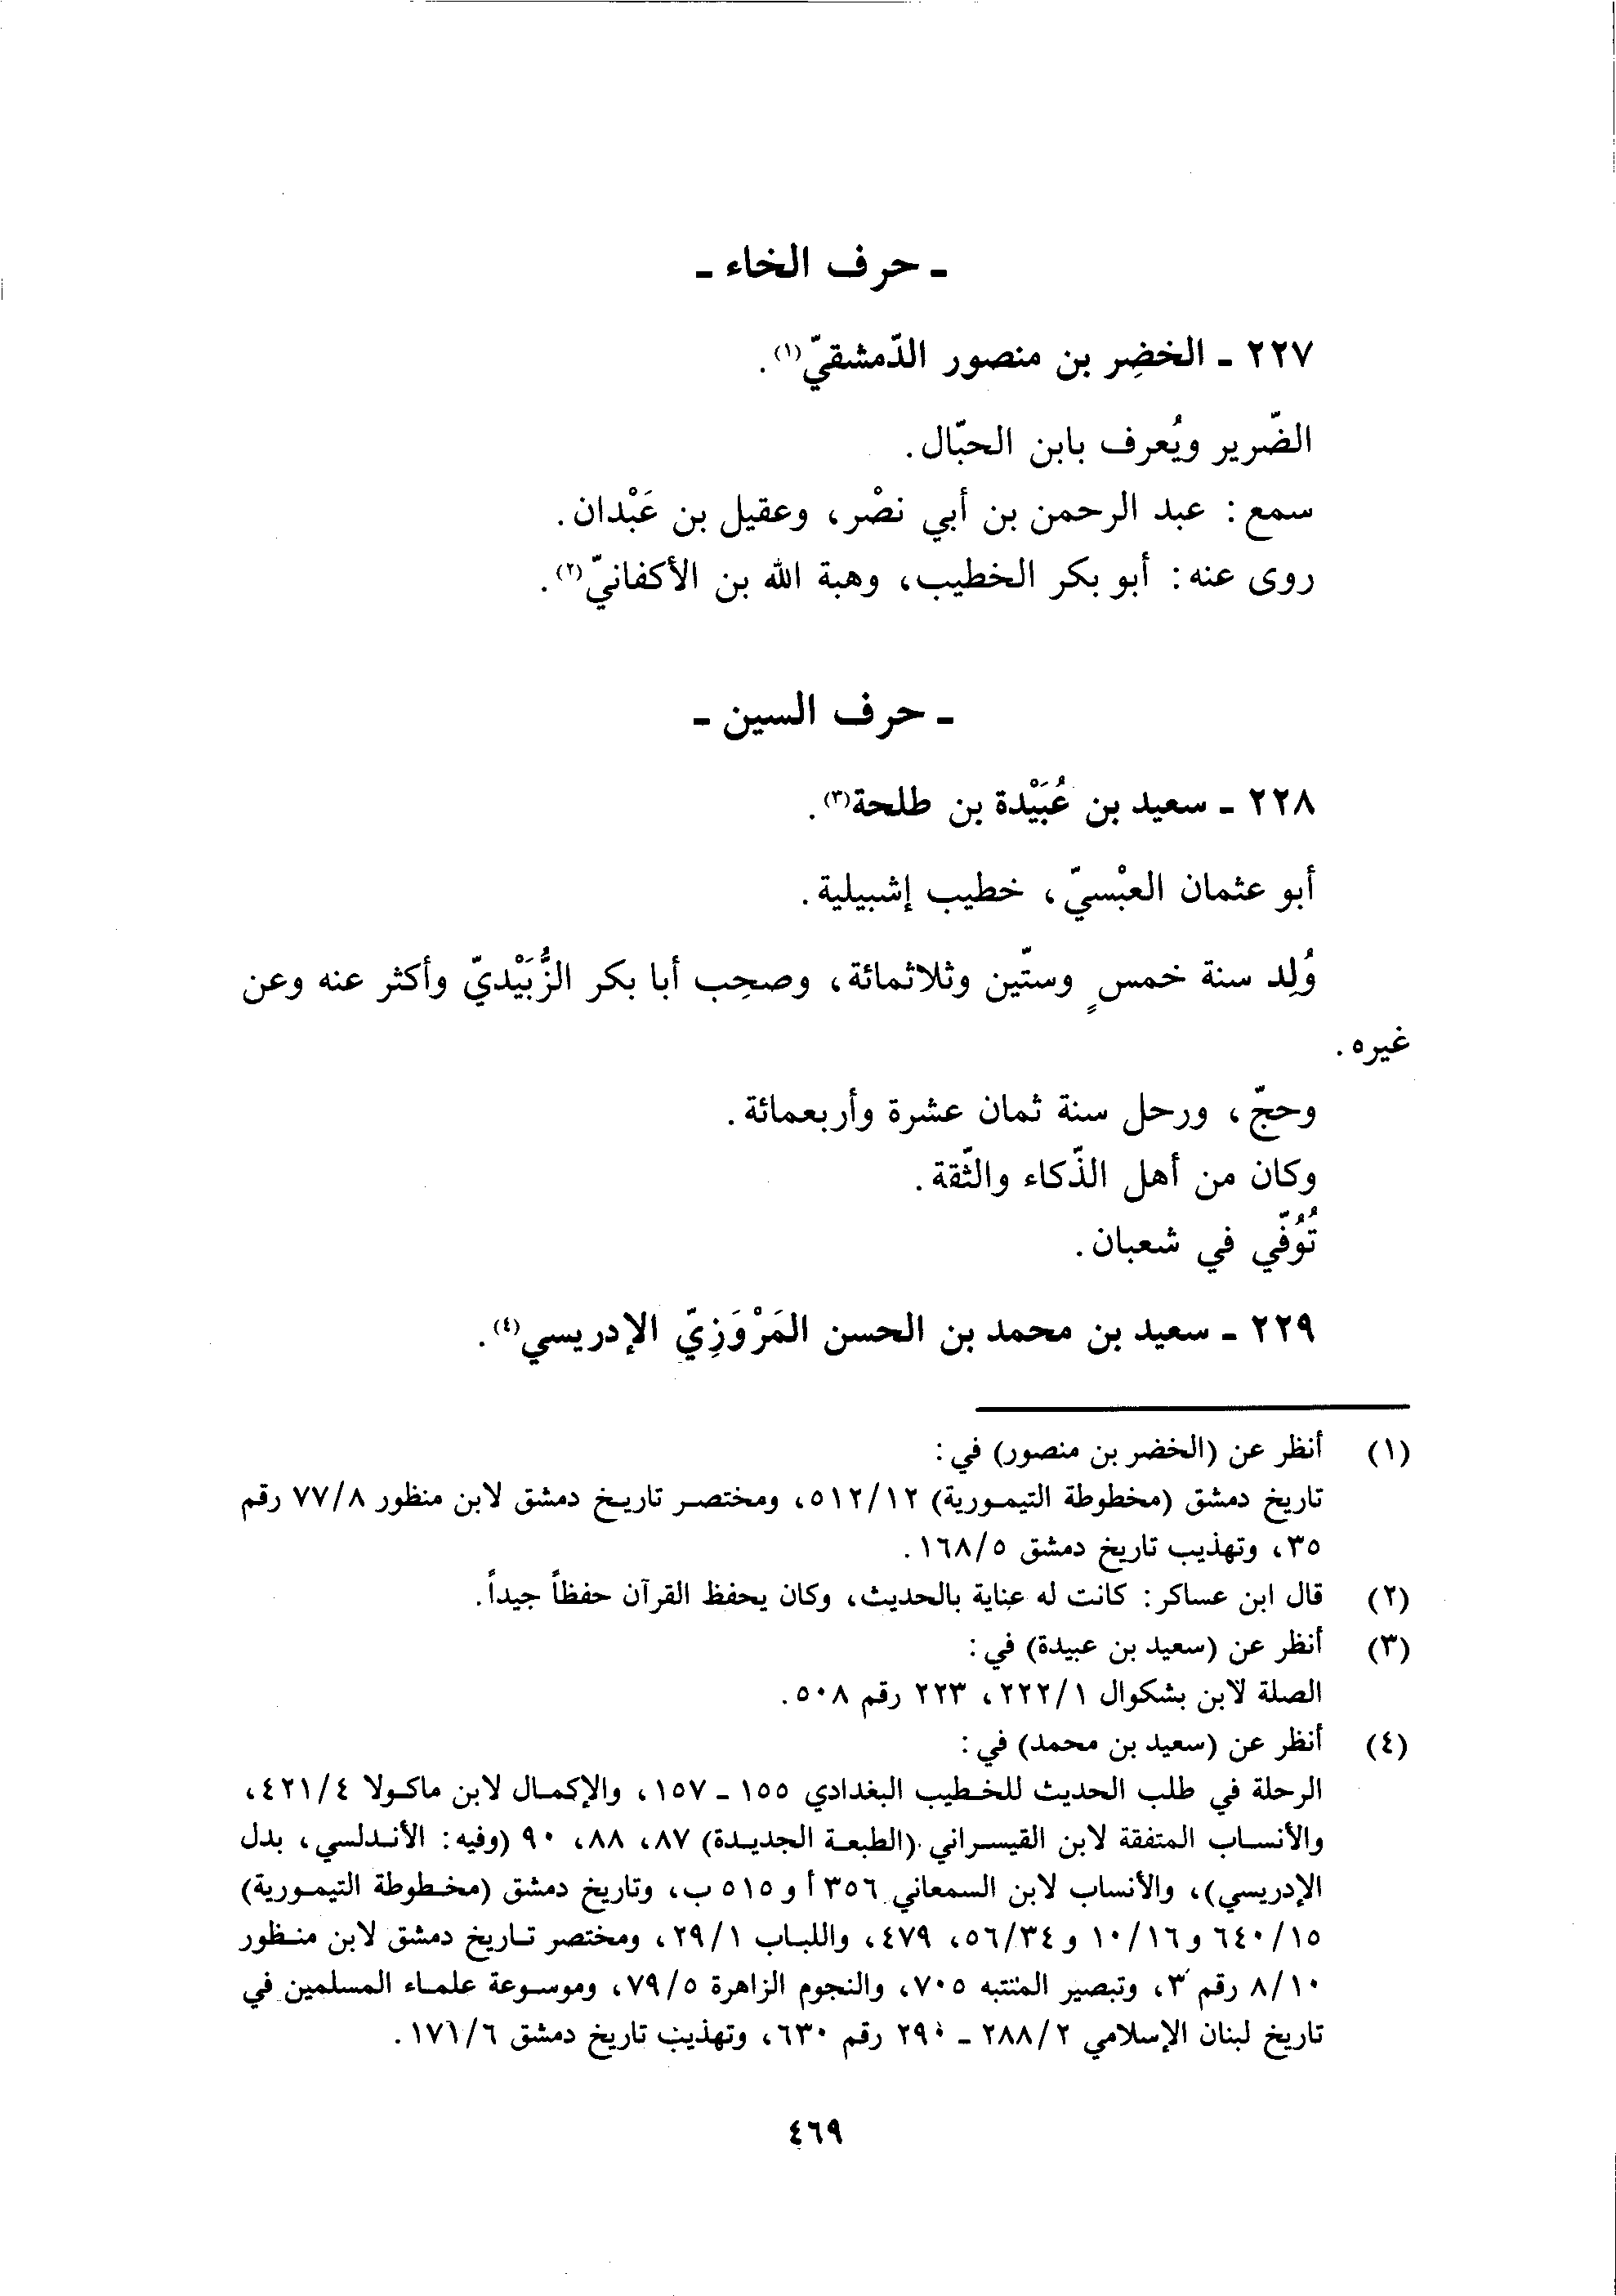 ـ حرف الخاء ـ
٢٢٧ ـ الخضِر بن منصور الدّمشقيّ(١).
الضّرير ويُعرف بابن الحبّال.
سمع: عبد الرحمن بن أبي نصْر، وعقيل بن عَبْدان.
روى عنه: أبو بكر الخطيب، وهبة الله بن الأكفانيّ(٢).
ـ حرف السين ـ
٢٢٨ ـ سعيد بن عُبَيْدة بن طلحة(٣).
أبو عثمان العبْسيّ، خطيب إشبيلية.
وُلِد سنة خمسٍ وستّين وثلاثمائة، وصحِب أبا بكر الزُّبَيْديّ وأكثر عنه وعن
غيره.
وحجّ، ورحل سنة ثمان عشرة وأربعمائة.
وكان من أهل الذّكاء والثّقة.
تُوُفّي في شعبان.
٢٢٩ ـ سعيد بن محمد بن الحسن المَرْوَزِيّ الإدريسي(٤).
(١) أنظر عن (الخضر بن منصور) في:
تاريخ دمشق (مخطوطة التيمورية) ٥١٢/١٢، ومختصر تاريخ دمشق لابن منظور ٧٧/٨ رقم
٣٥، وتهذيب تاريخ دمشق ١٦٨/٥.
(٢) قال ابن عساكر: كانت له عناية بالحديث، وكان يحفظ القرآن حفظاً جيداً.
(٣) أنظر عن (سعيد بن عبيدة) في:
الصلة لابن بشكوال ٢٢٢/١، ٢٢٣ رقم ٥٠٨.
(٤) أنظر عن (سعيد بن محمد) في:
الرحلة في طلب الحديث للخطيب البغدادي ١٥٥ ـ ١٥٧، والإكمال لابن ماكولا ٤٢١/٤،
والأنساب المتفقة لابن القيسراني (الطبعة الجديدة) ٨٧، ٨٨، ٩٠ (وفيه: الأندلسي، بدل
الإدريسي)، والأنساب لابن السمعاني ٣٥٦ أ و ٥١٥ ب، وتاريخ دمشق (مخطوطة التيمورية)
٦٤٠/١٥ و ١٠/١٦ و ٥٦/٣٤، ٤٧٩، واللباب ٢٩/١، ومختصر تاريخ دمشق لابن منظور
٨/١٠ رقم ٣، وتبصير المنتبه ٧٠٥، والنجوم الزاهرة ٧٩/٥، وموسوعة علماء المسلمين في
تاريخ لبنان الإسلامي ٢٨٨/٢ ـ ٢٩٠ رقم ٦٣٠، وتهذيب تاريخ دمشق ١٧١/٦.
٤٦٩